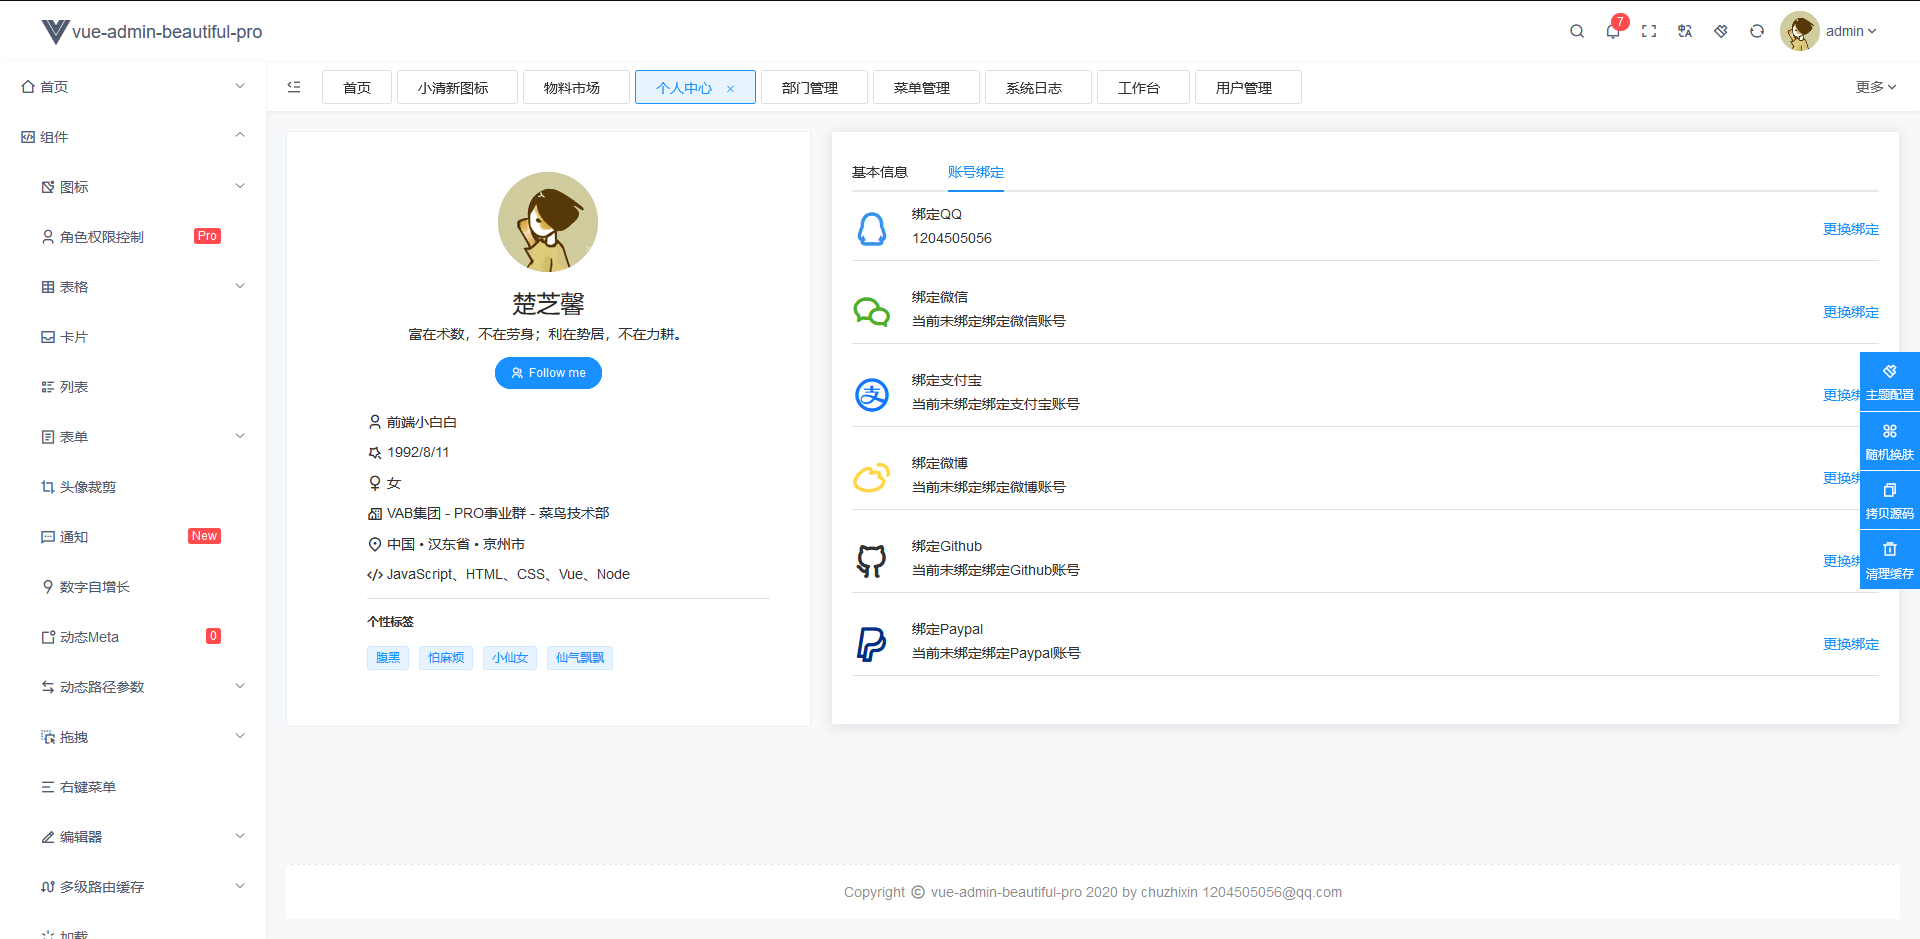 vue-admin-beautiful-pro
7
admin
首页
组件
图标
角色权限控制 Pro
表格
卡片
列表
表单
头像裁剪
通知 New
数字自增长
动态Meta 0
动态路径参数
拖拽
右键菜单
编辑器
多级路由缓存
加载
首页 小清新图标 物料市场 个人中心 部门管理 菜单管理 系统日志 工作台 用户管理 更多
楚芝馨
富在术数，不在劳身；利在势居，不在力耕。
Follow me
前端小白白
1992/8/11
女
VAB集团 - PRO事业群 - 菜鸟技术部
中国 • 汉东省 • 京州市
JavaScript、HTML、CSS、Vue、Node
个性标签
腹黑 怕麻烦 小仙女 仙气飘飘
基本信息 账号绑定
绑定QQ
1204505056
更换绑定
绑定微信
当前未绑定绑定微信账号
更换绑定
绑定支付宝
当前未绑定绑定支付宝账号
更换绑
绑定微博
当前未绑定绑定微博账号
更换绑
绑定Github
当前未绑定绑定Github账号
更换绑
绑定Paypal
当前未绑定绑定Paypal账号
更换绑定
主题配置
随机换肤
拷贝源码
清理缓存
Copyright © vue-admin-beautiful-pro 2020 by chuzhixin 1204505056@qq.com